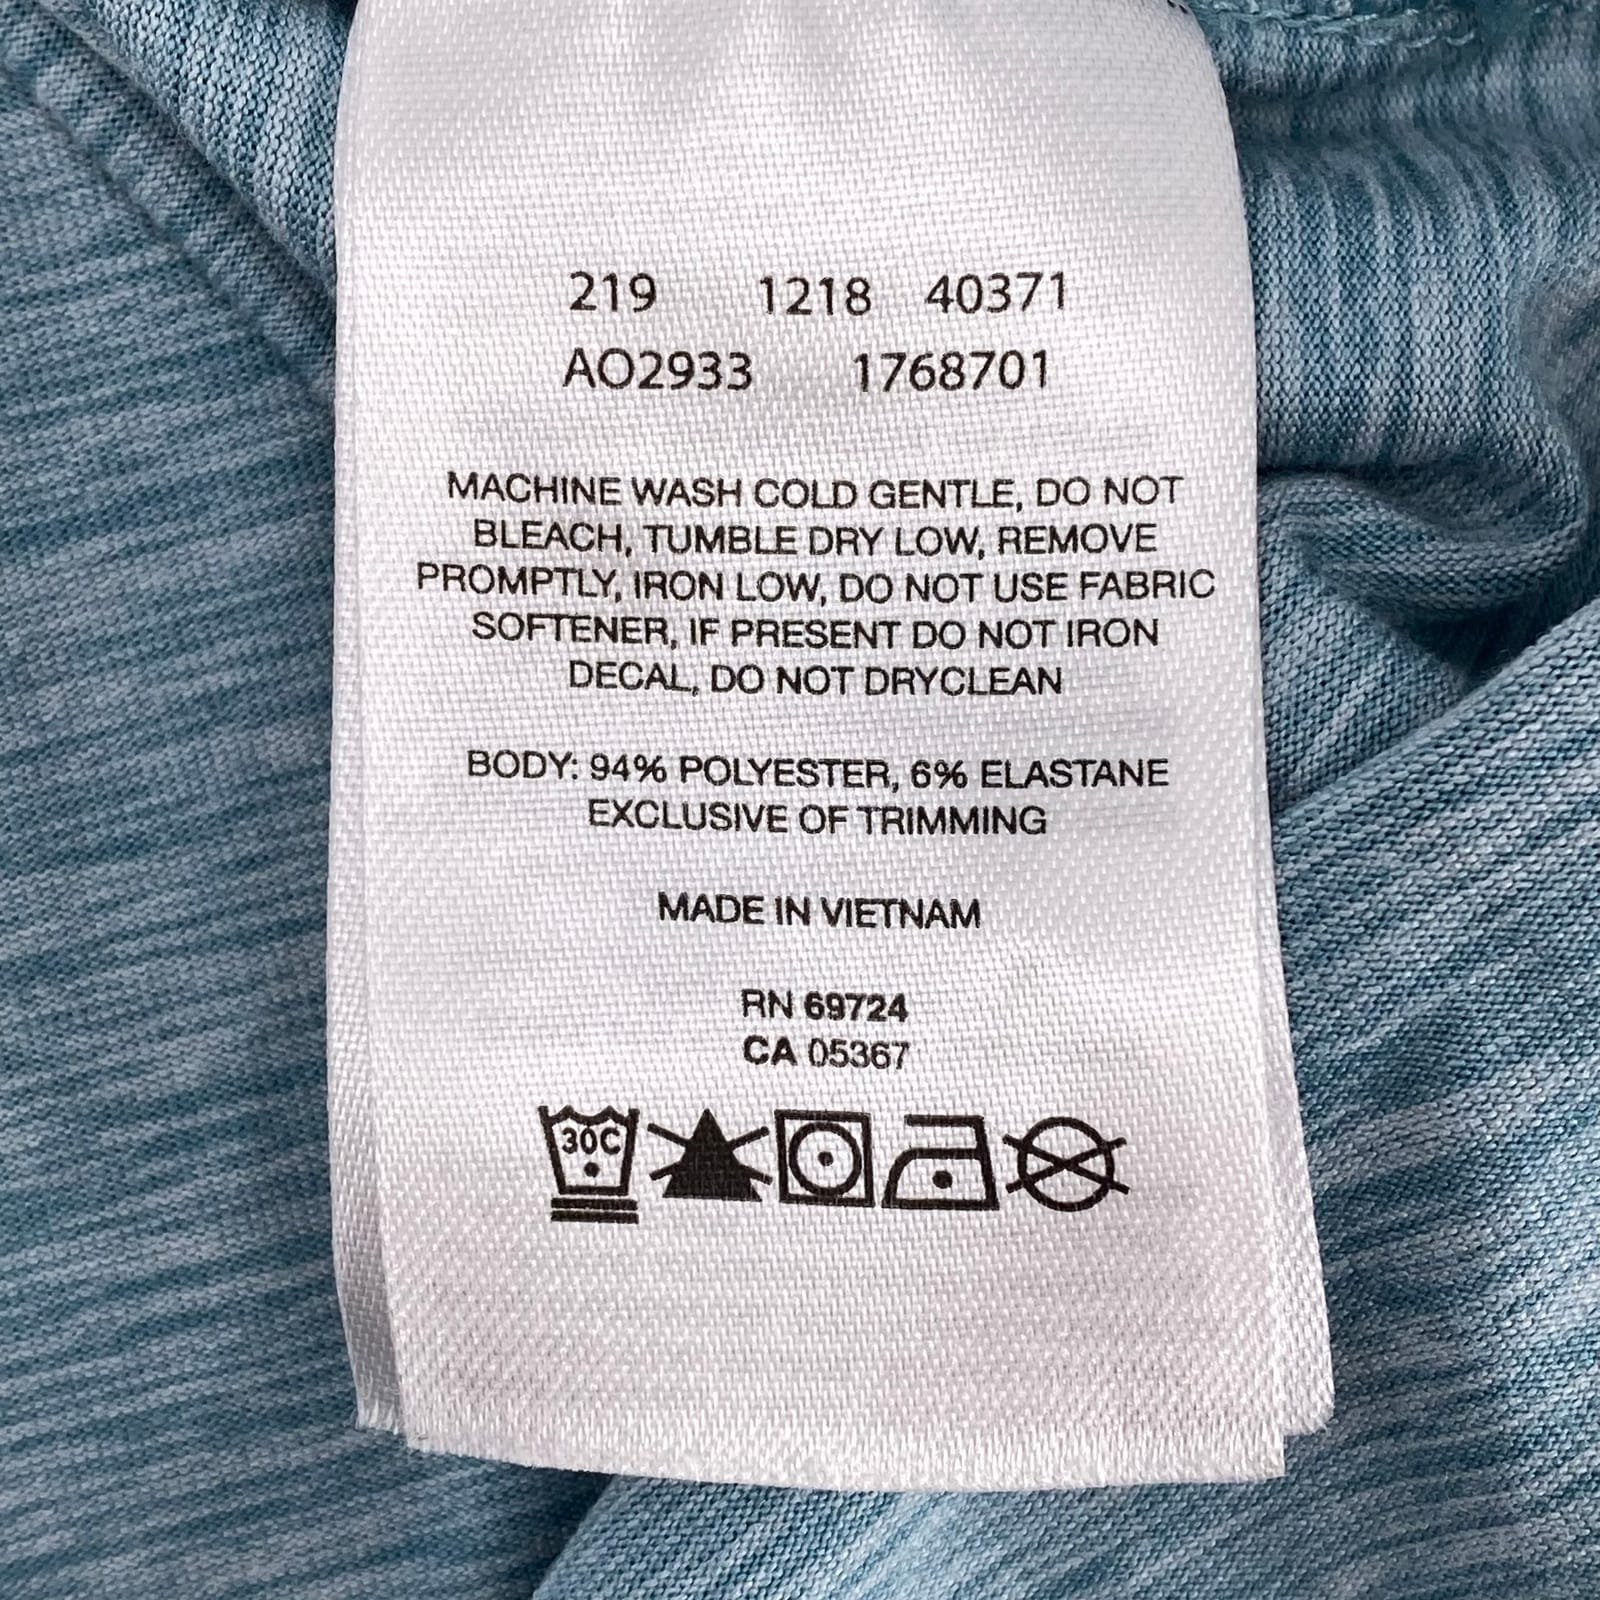 219 1218 40371
AO2933 1768701
MACHINE WASH COLD GENTLE, DO NOT
BLEACH, TUMBLE DRY LOW, REMOVE
PROMPTLY, IRON LOW, DO NOT USE FABRIC
SOFTENER, IF PRESENT DO NOT IRON
DECAL, DO NOT DRYCLEAN
BODY: 94% POLYESTER, 6% ELASTANE
EXCLUSIVE OF TRIMMING
MADE IN VIETNAM
RN 69724
CA 05367
30C